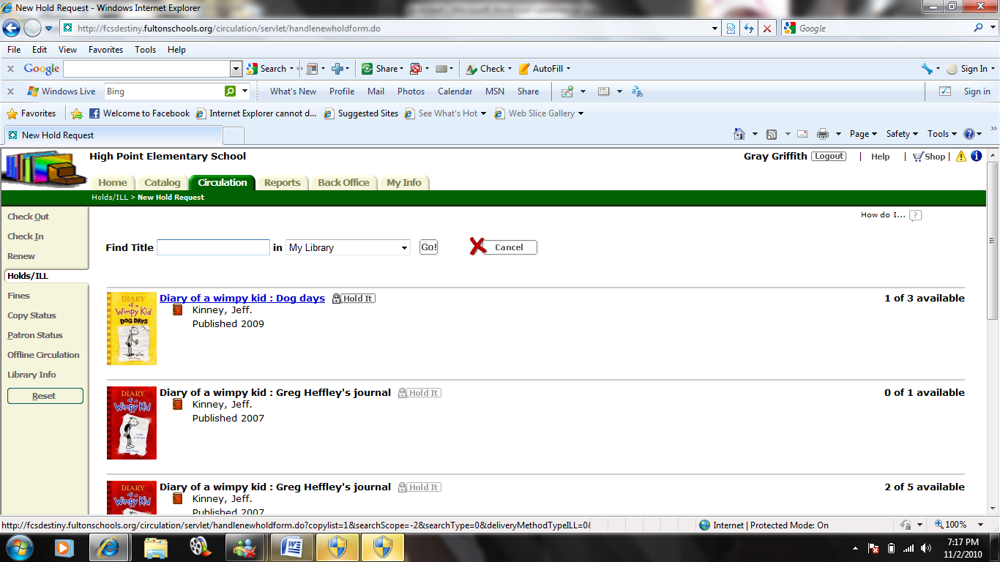 New Hold Request - Windows Internet Explorer
http://fcsdestiny.fultonschools.org/circulation/servlet/handlenewholdform.do
Google
File Edit View Favorites Tools Help
x Google Search Share Check AutoFill Sign In
x Windows Live Bing What's New Profile Mail Photos Calendar MSN Share Sign in
Favorites Welcome to Facebook Internet Explorer cannot d... Suggested Sites See What's Hot Web Slice Gallery
New Hold Request Page Safety Tools
High Point Elementary School Gray Griffith Logout | Help | Shop |
Home Catalog Circulation Reports Back Office My Info
Holds/ILL > New Hold Request
Check Out
Check In
Renew
Holds/ILL
Fines
Copy Status
Patron Status
Offline Circulation
Library Info
Reset
How do I... ?
Find Title in My Library Go! Cancel
DIARY of a Wimpy Kid DOG DAYS
Diary of a wimpy kid : Dog days Hold It 1 of 3 available
Kinney, Jeff.
Published 2009
DIARY of a Wimpy Kid
Diary of a wimpy kid : Greg Heffley's journal Hold It 0 of 1 available
Kinney, Jeff.
Published 2007
DIARY of a Wimpy Kid
Diary of a wimpy kid : Greg Heffley's journal Hold It 2 of 5 available
Kinney, Jeff.
Published 2007
http://fcsdestiny.fultonschools.org/circulation/servlet/handlenewholdform.do?copylist=1&searchScope=-2&searchType=0&deliveryMethodTypeILL=0& Internet | Protected Mode: On 100%
7:17 PM
11/2/2010